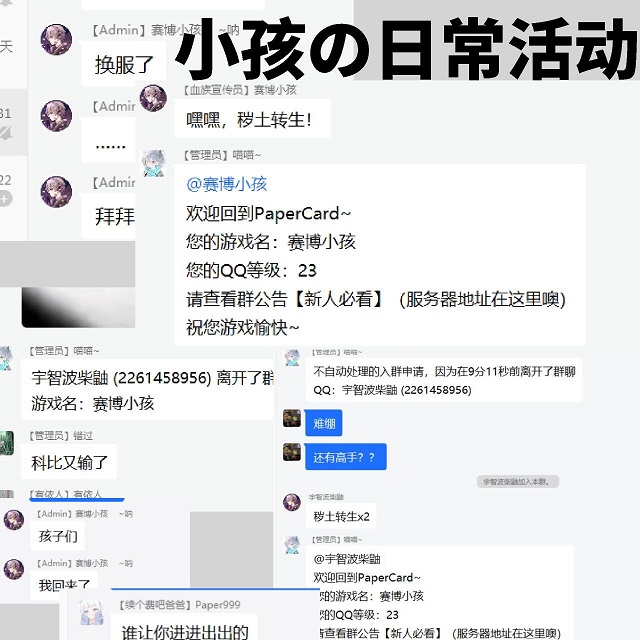 小孩の日常活动
天
【Admin】赛博小孩 ~呐
换服了
【血族宣传员】赛博小孩
嘿嘿，秽土转生！
31
【Admin
......
【管理员】喵喵~
@赛博小孩
欢迎回到PaperCard~
您的游戏名：赛博小孩
您的QQ等级：23
请查看群公告【新人必看】（服务器地址在这里噢）
祝您游戏愉快~
22
【Admin
拜拜
【管理员】喵喵~
宇智波柴鼬 (2261458956) 离开了群
游戏名：赛博小孩
【管理员】错过
科比又输了
【有侬人】有侬人
【Admin】赛博小孩 ~呐
孩子们
【Admin】赛博小孩 ~呐
我回来了
【管理员】喵喵~
不自动处理的入群申请，因为在9分11秒前离开了群聊
QQ：宇智波柴鼬 (2261458956)
难绷
还有高手？？
宇智波柴鼬加入本群。
宇智波柴鼬
秽土转生x2
【管理员】喵喵~
@宇智波柴鼬
欢迎回到PaperCard~
您的游戏名：赛博小孩
您的QQ等级：23
请查看群公告【新人必看】（服务器地址在这里噢）
【续个费吧爸爸】Paper999
谁让你进进出出的